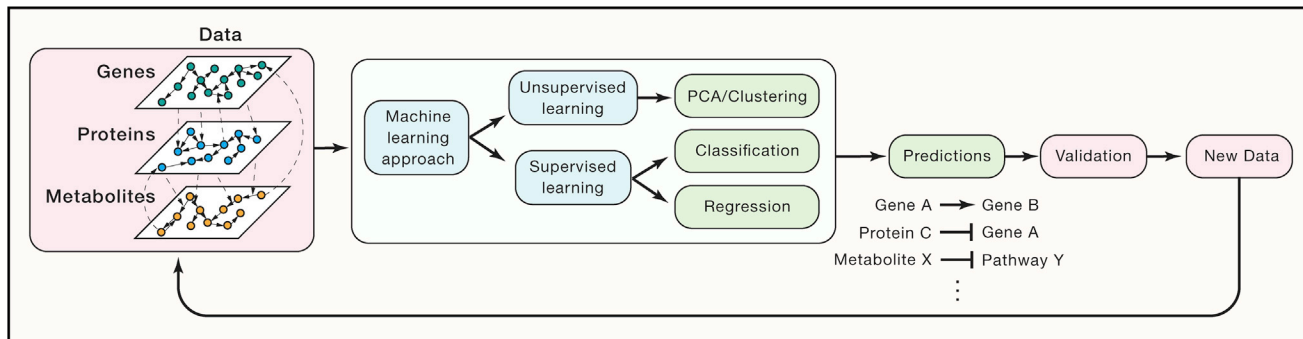 Data
Genes
Proteins
Metabolites
Machine
learning
approach
Unsupervised
learning
Supervised
learning
PCA/Clustering
Classification
Regression
Predictions
Validation
New Data
Gene A Gene B
Protein C Gene A
Metabolite X Pathway Y